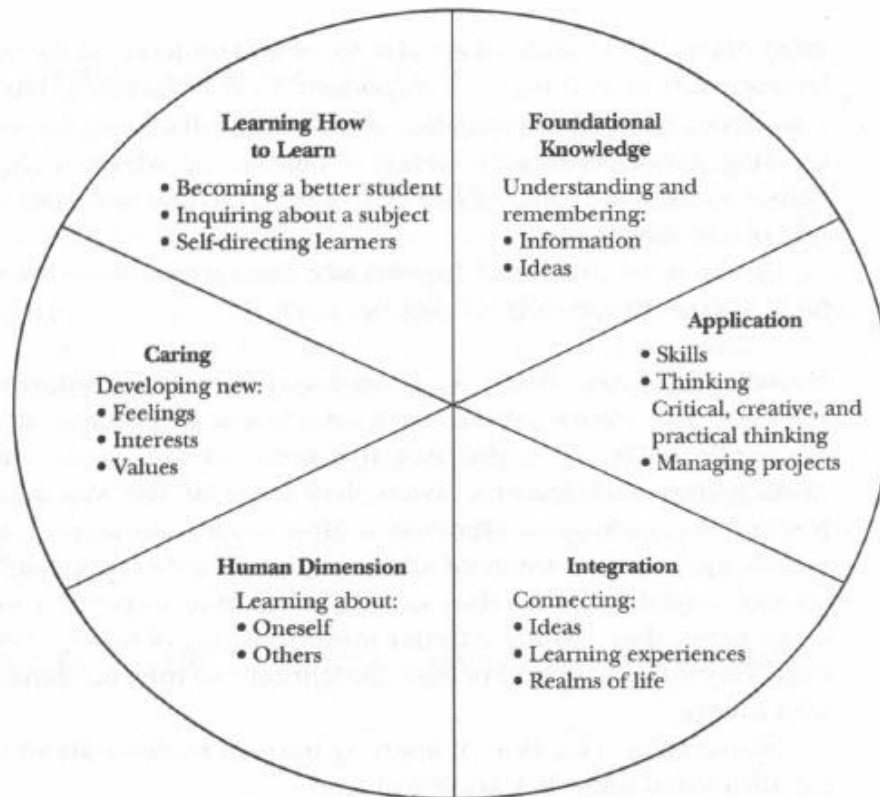 Learning How
to Learn
• Becoming a better student
• Inquiring about a subject
• Self-directing learners
Foundational
Knowledge
Understanding and
remembering:
• Information
• Ideas
Application
• Skills
• Thinking
Critical, creative, and
practical thinking
• Managing projects
Integration
Connecting:
• Ideas
• Learning experiences
• Realms of life
Human Dimension
Learning about:
• Oneself
• Others
Caring
Developing new:
• Feelings
• Interests
• Values